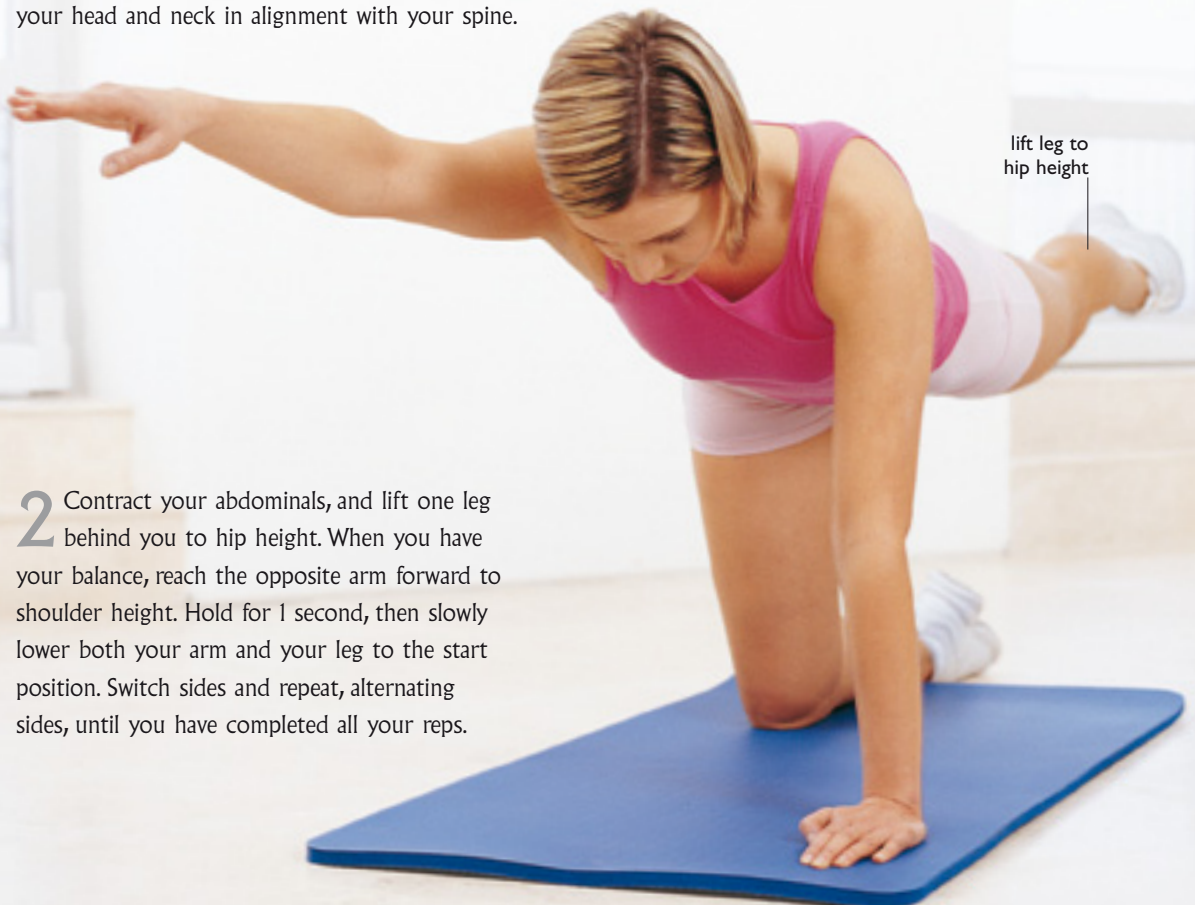 your head and neck in alignment with your spine.
lift leg to
hip height
2 Contract your abdominals, and lift one leg
behind you to hip height. When you have
your balance, reach the opposite arm forward to
shoulder height. Hold for 1 second, then slowly
lower both your arm and your leg to the start
position. Switch sides and repeat, alternating
sides, until you have completed all your reps.